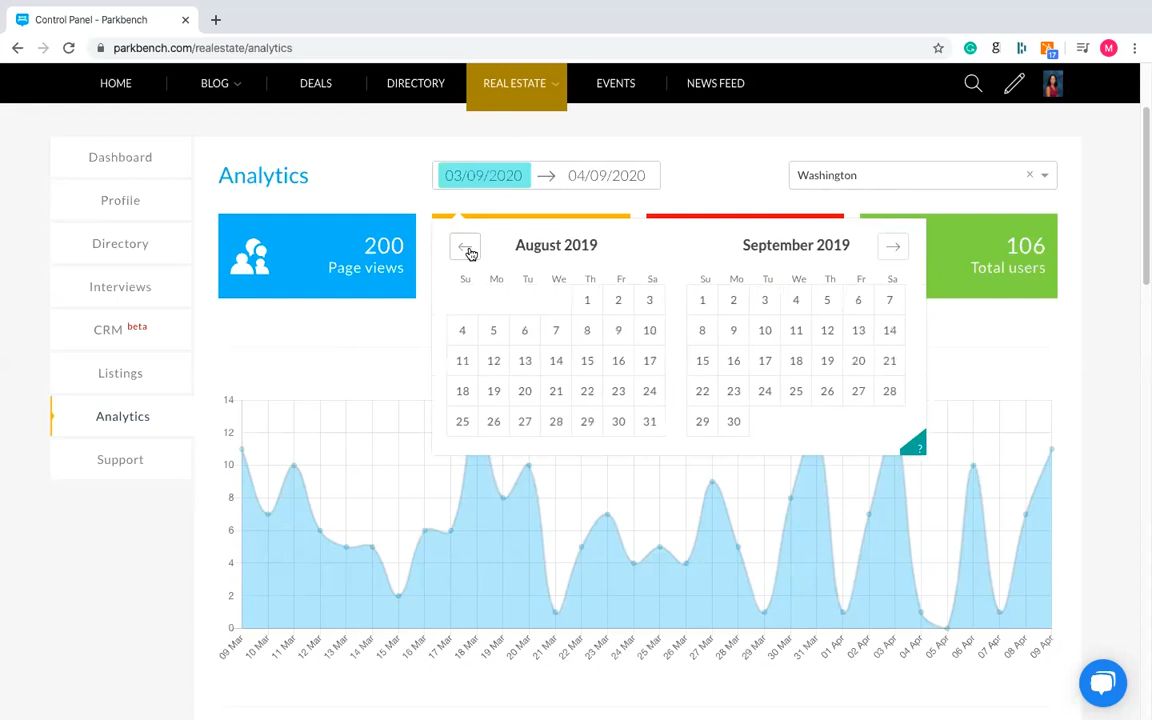 Control Panel - Parkbench
parkbench.com/realestate/analytics
17
M
HOME
BLOG
DEALS
DIRECTORY
REAL ESTATE
EVENTS
NEWS FEED
Dashboard
Profile
Directory
Interviews
CRM beta
Listings
Analytics
Support
Analytics
03/09/2020 → 04/09/2020
Washington
200
Page views
106
Total users
August 2019
Su Mo Tu We Th Fr Sa
1 2 3
4 5 6 7 8 9 10
11 12 13 14 15 16 17
18 19 20 21 22 23 24
25 26 27 28 29 30 31
September 2019
Su Mo Tu We Th Fr Sa
1 2 3 4 5 6 7
8 9 10 11 12 13 14
15 16 17 18 19 20 21
22 23 24 25 26 27 28
29 30
?
14
12
10
8
6
4
2
0
09 Mar 10 Mar 11 Mar 12 Mar 13 Mar 14 Mar 15 Mar 16 Mar 17 Mar 18 Mar 19 Mar 20 Mar 21 Mar 22 Mar 23 Mar 24 Mar 25 Mar 26 Mar 27 Mar 28 Mar 29 Mar 30 Mar 31 Mar 01 Apr 02 Apr 03 Apr 04 Apr 05 Apr 06 Apr 07 Apr 08 Apr 09 Apr